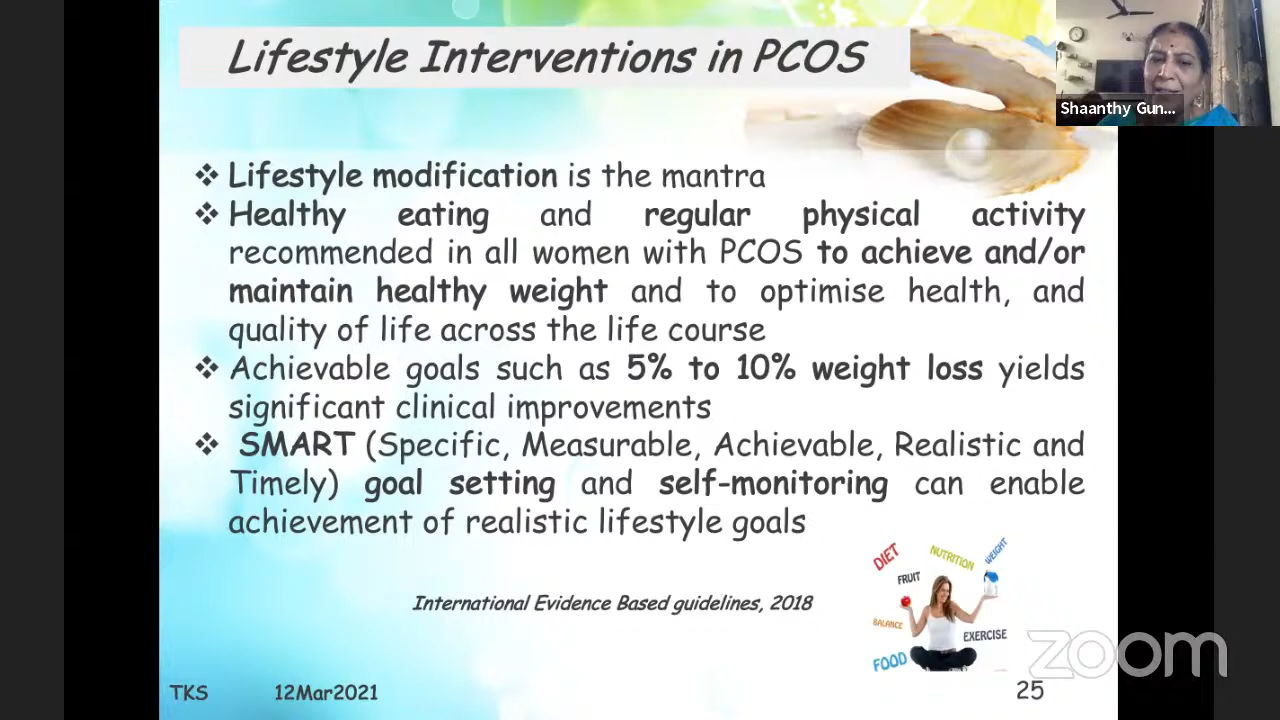 Lifestyle Interventions in PCOS
Shaanthy Gun...
❖ Lifestyle modification is the mantra
❖ Healthy eating and regular physical activity
recommended in all women with PCOS to achieve and/or
maintain healthy weight and to optimise health, and
quality of life across the life course
❖ Achievable goals such as 5% to 10% weight loss yields
significant clinical improvements
❖ SMART (Specific, Measurable, Achievable, Realistic and
Timely) goal setting and self-monitoring can enable
achievement of realistic lifestyle goals
DIET
NUTRITION
WEIGHT
FRUIT
BALANCE
EXERCISE
FOOD
International Evidence Based guidelines, 2018
zoom
TKS 12Mar2021 25